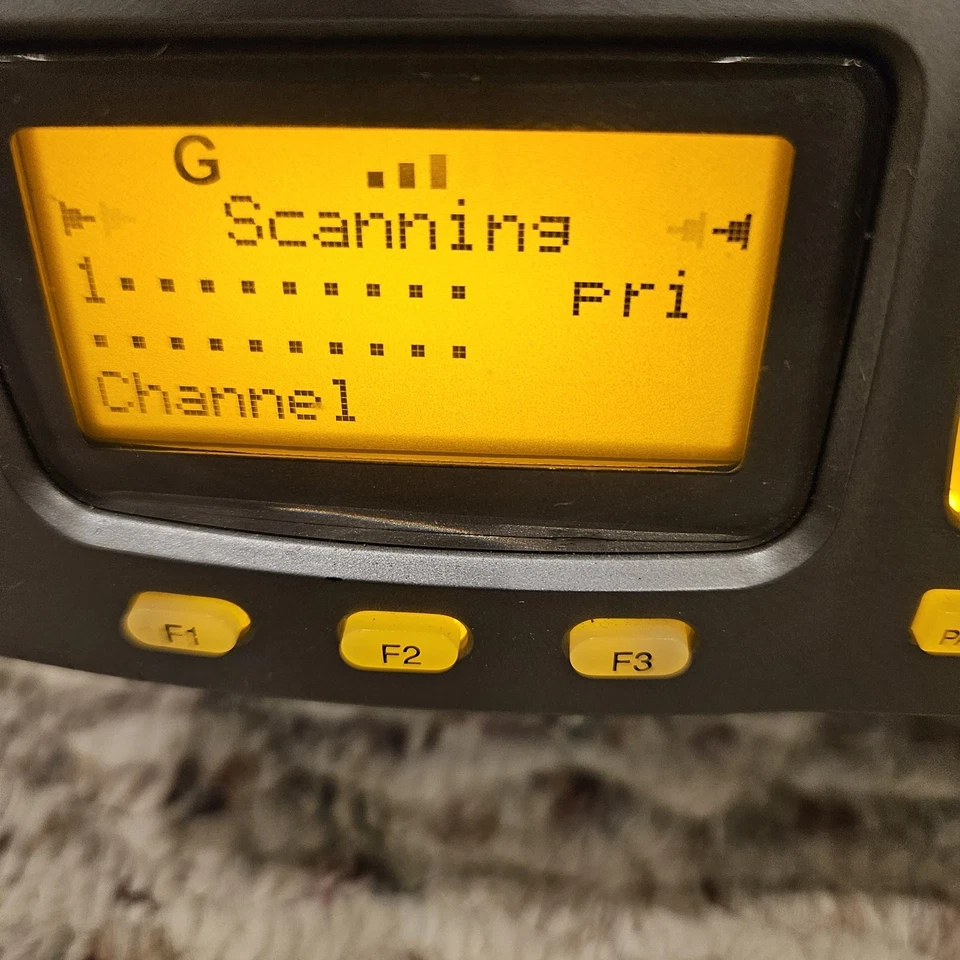 G
Scanning
1......... pri
..........
Channel
F1 F2 F3